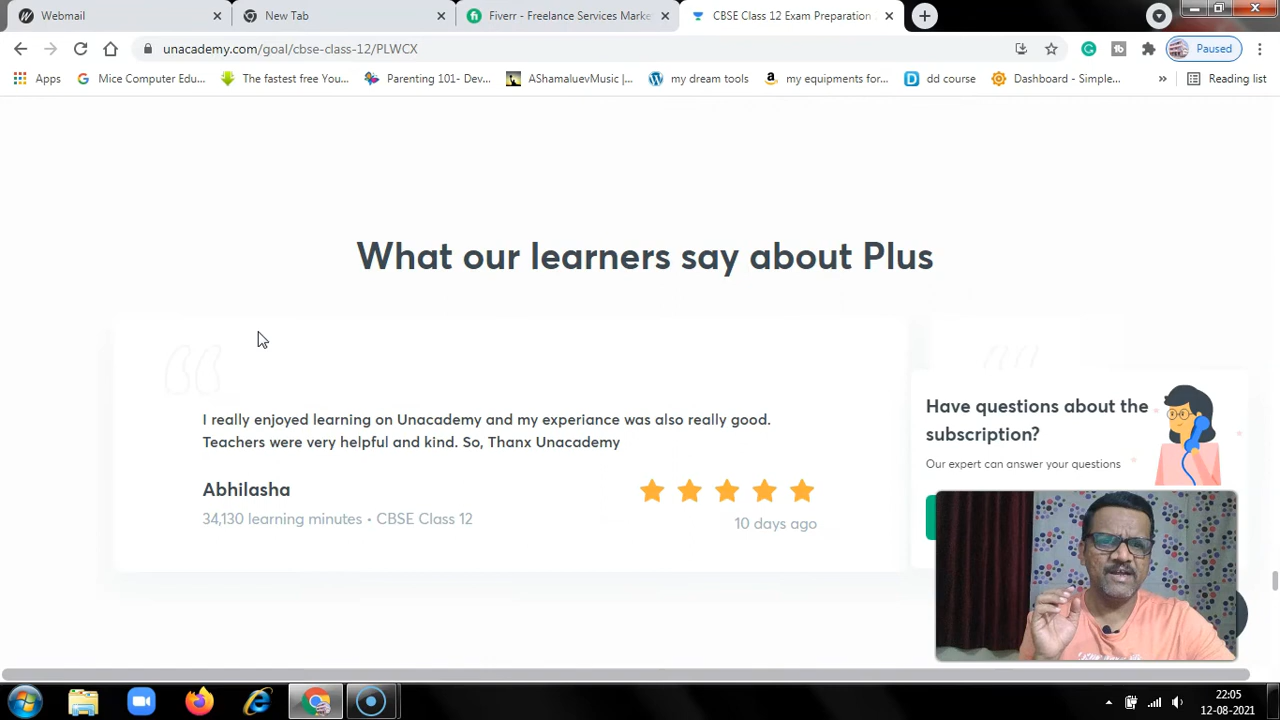 Webmail
New Tab
Fiverr - Freelance Services Marke
CBSE Class 12 Exam Preparation
unacademy.com/goal/cbse-class-12/PLWCX
Paused
Apps
Mice Computer Edu...
The fastest free You...
Parenting 101- Dev...
AShamaluevMusic |...
my dream tools
my equipments for...
dd course
Dashboard - Simple...
»
Reading list
What our learners say about Plus
I really enjoyed learning on Unacademy and my experiance was also really good.
Teachers were very helpful and kind. So, Thanx Unacademy
Abhilasha
34,130 learning minutes • CBSE Class 12
10 days ago
Have questions about the
subscription?
Our expert can answer your questions
22:05
12-08-2021